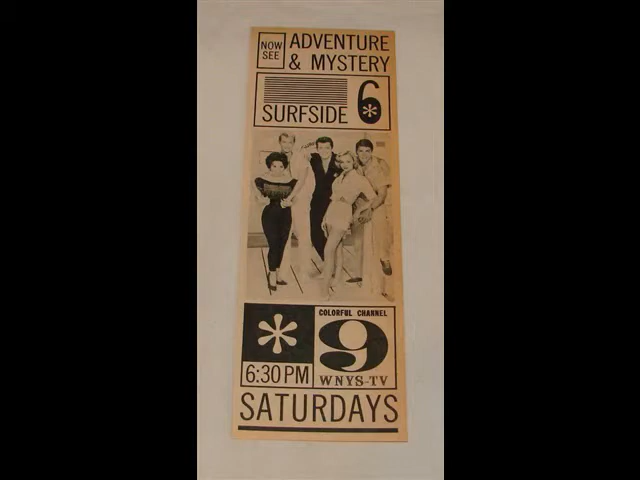 NOW
SEE
ADVENTURE
& MYSTERY
SURFSIDE 6
COLORFUL CHANNEL
9
6:30 PM
WNYS-TV
SATURDAYS